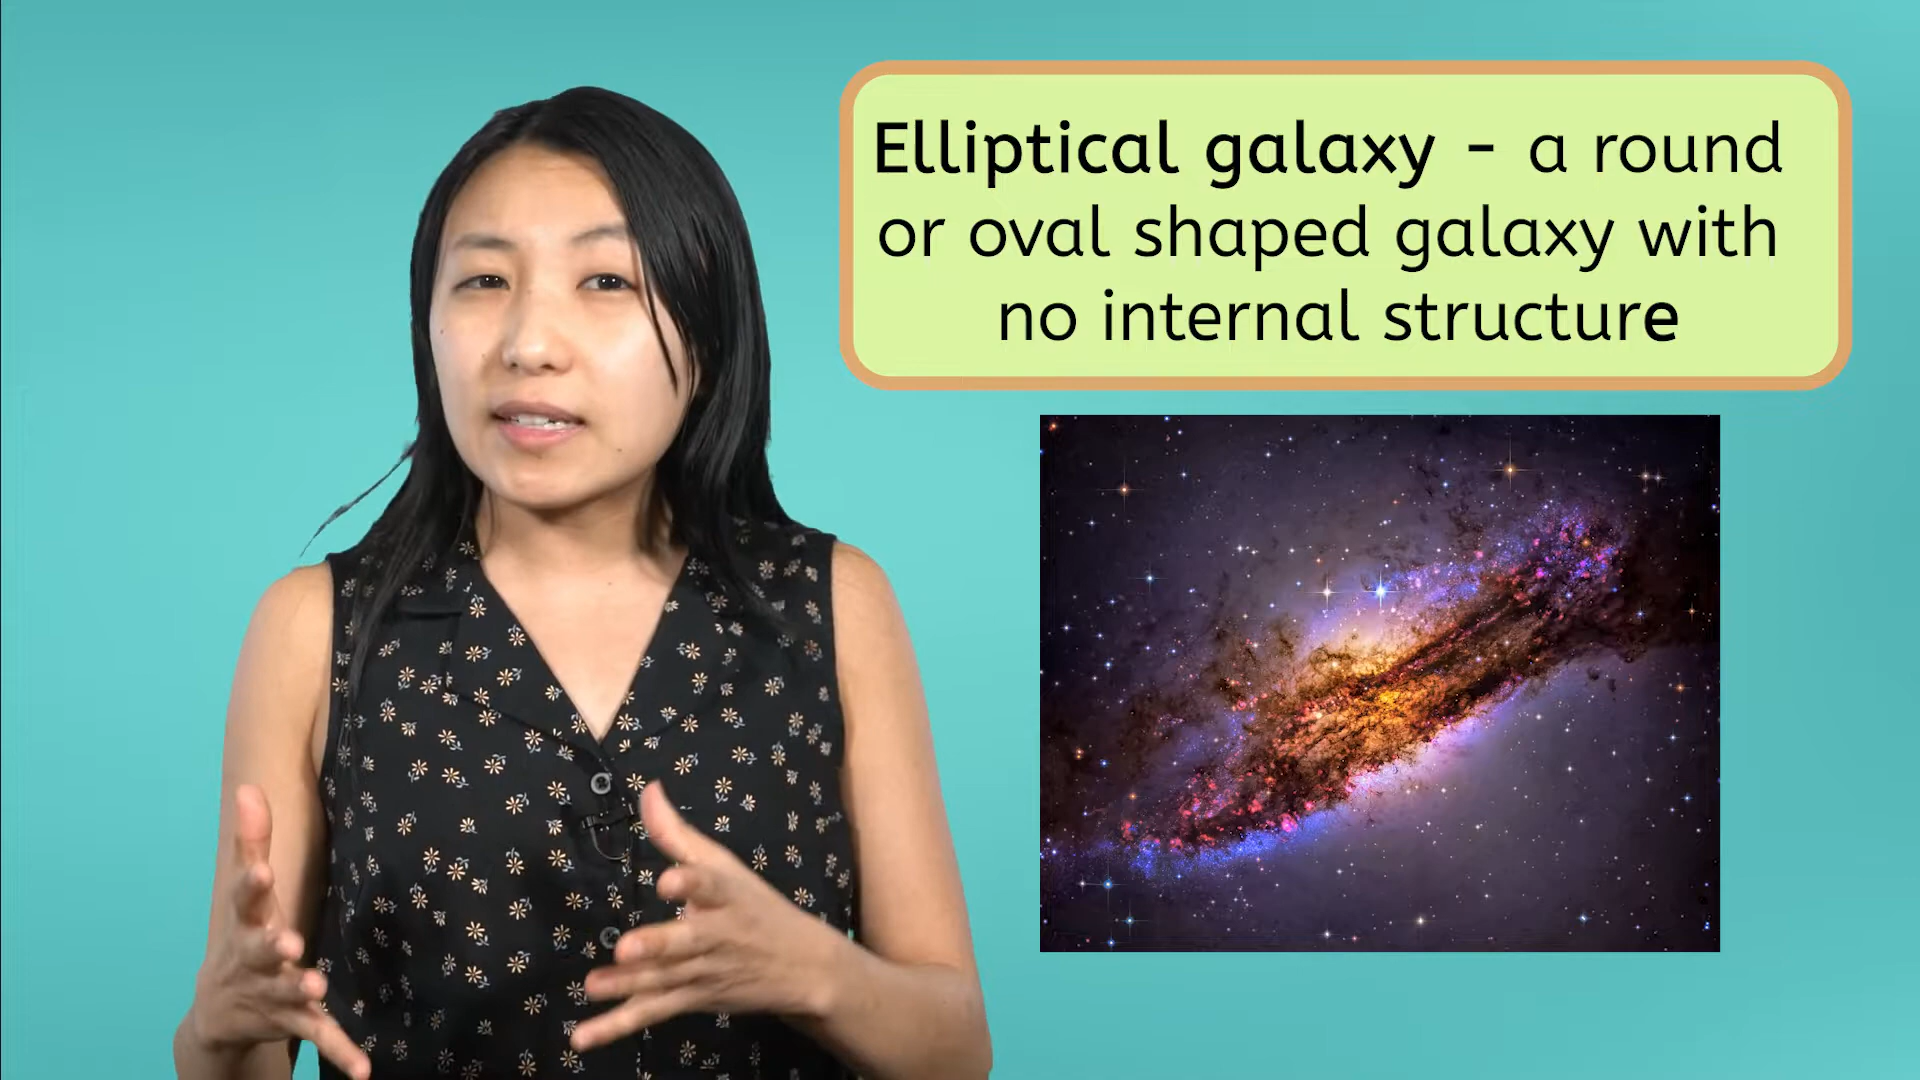 Elliptical galaxy - a round
or oval shaped galaxy with
no internal structure